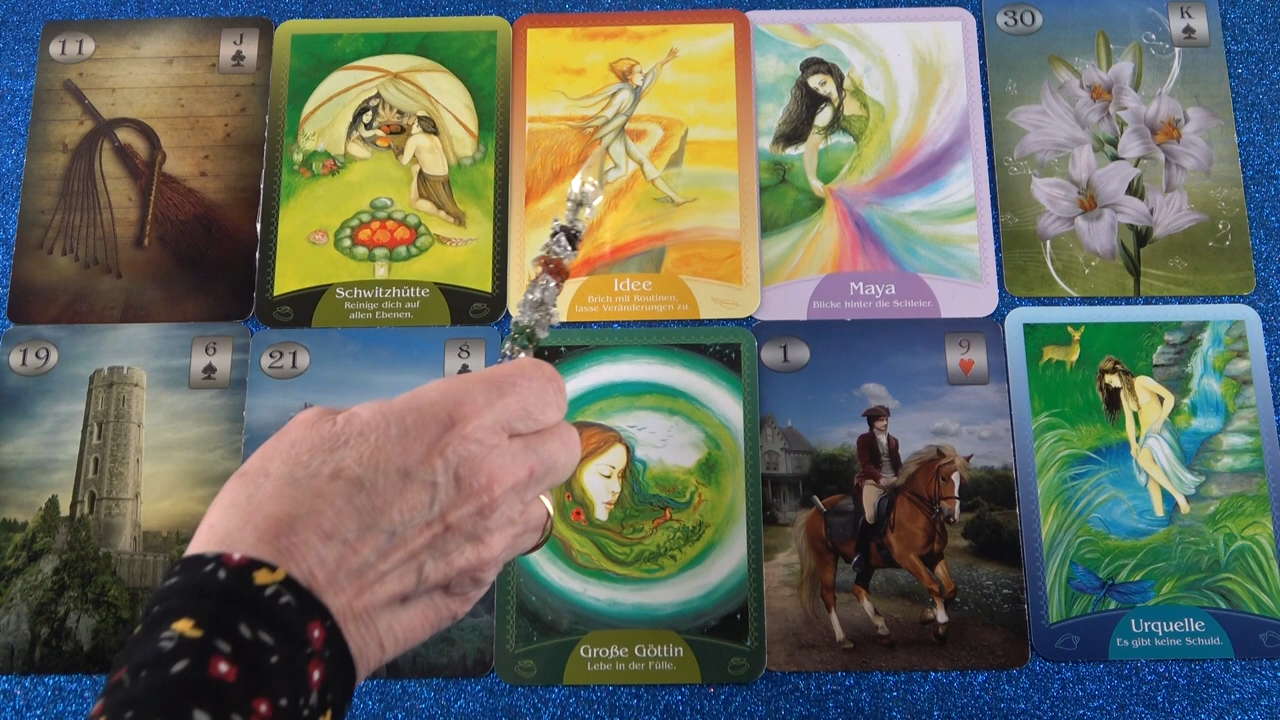 11
J
Schwitzhütte
Reinige dich auf
allen Ebenen.
Idee
Brich mit Routinen,
lasse Veränderungen zu.
Maya
Blicke hinter die Schleier.
30
K
19
6
21
8
Große Göttin
Lebe in der Fülle.
1
9
Urquelle
Es gibt keine Schuld.